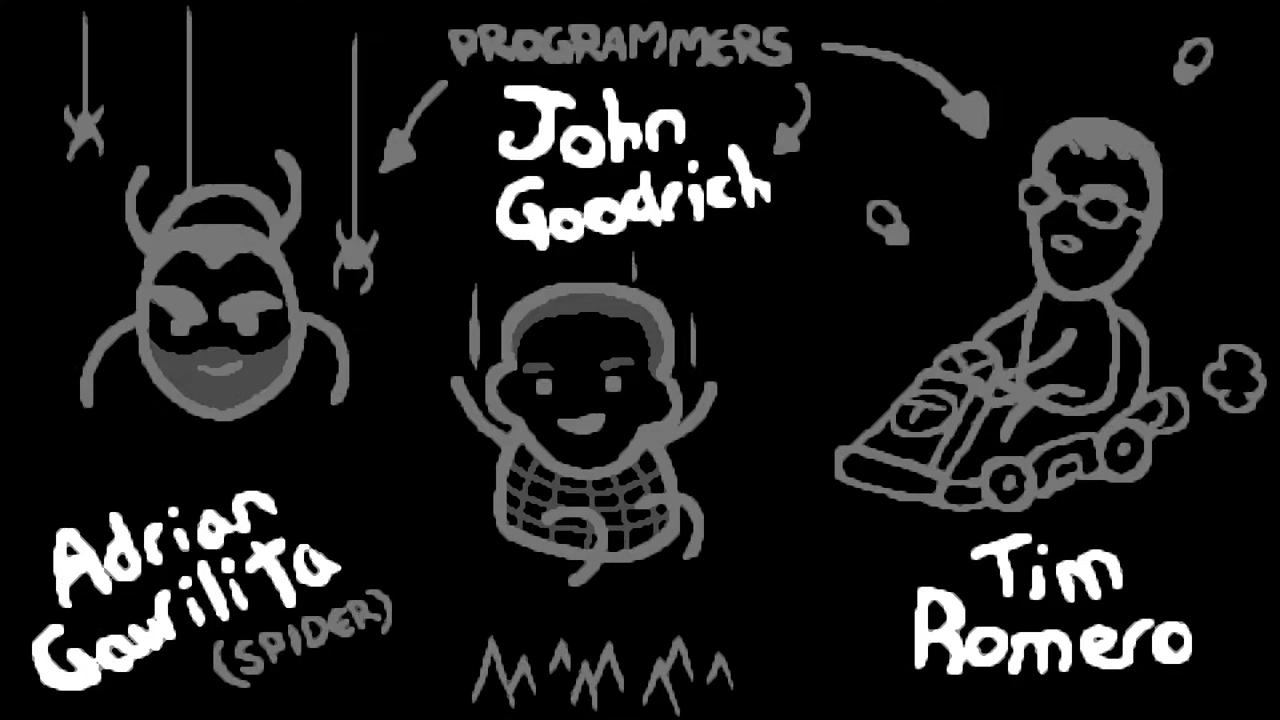 PROGRAMMERS
John
Goodrich
Adrian
Gavrilita
(SPIDER)
Tim
Romero